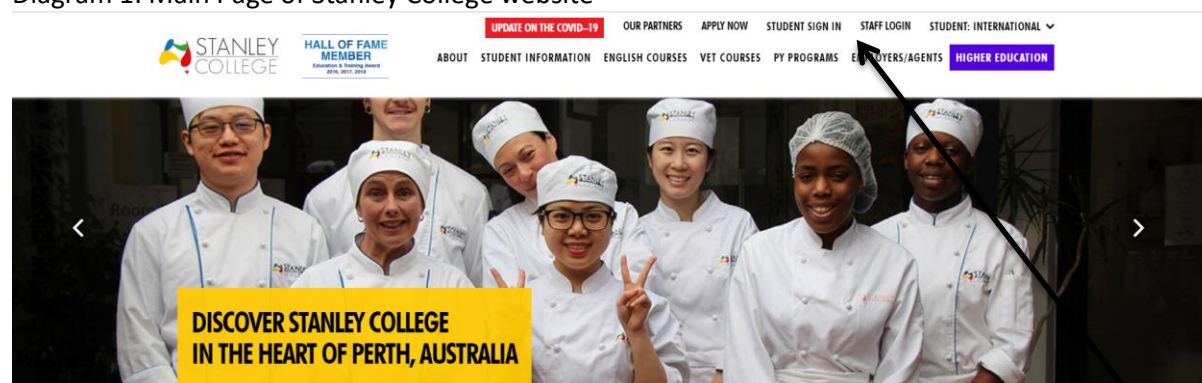 Diagram 1: Main Page of Stanley College website
UPDATE ON THE COVID–19 OUR PARTNERS APPLY NOW STUDENT SIGN IN STAFF LOGIN STUDENT: INTERNATIONAL
STANLEY
COLLEGE
HALL OF FAME
MEMBER
Education & Training Award
2016, 2017, 2019
ABOUT STUDENT INFORMATION ENGLISH COURSES VET COURSES PY PROGRAMS EMPLOYERS/AGENTS HIGHER EDUCATION
DISCOVER STANLEY COLLEGE
IN THE HEART OF PERTH, AUSTRALIA